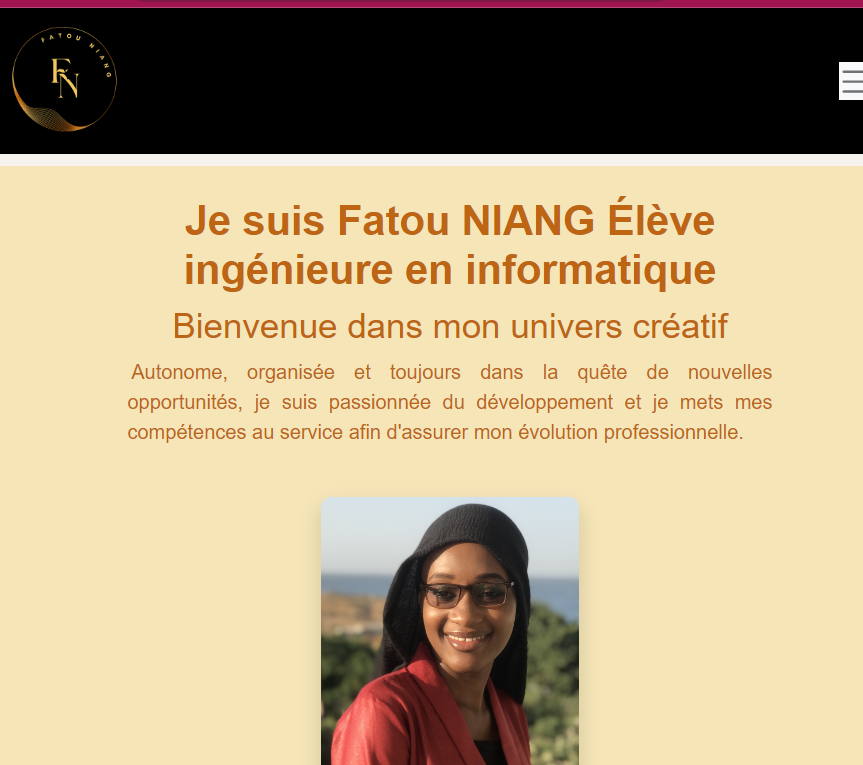 FATOU NIANG
FN
Je suis Fatou NIANG Élève
ingénieure en informatique
Bienvenue dans mon univers créatif
Autonome, organisée et toujours dans la quête de nouvelles
opportunités, je suis passionnée du développement et je mets mes
compétences au service afin d'assurer mon évolution professionnelle.